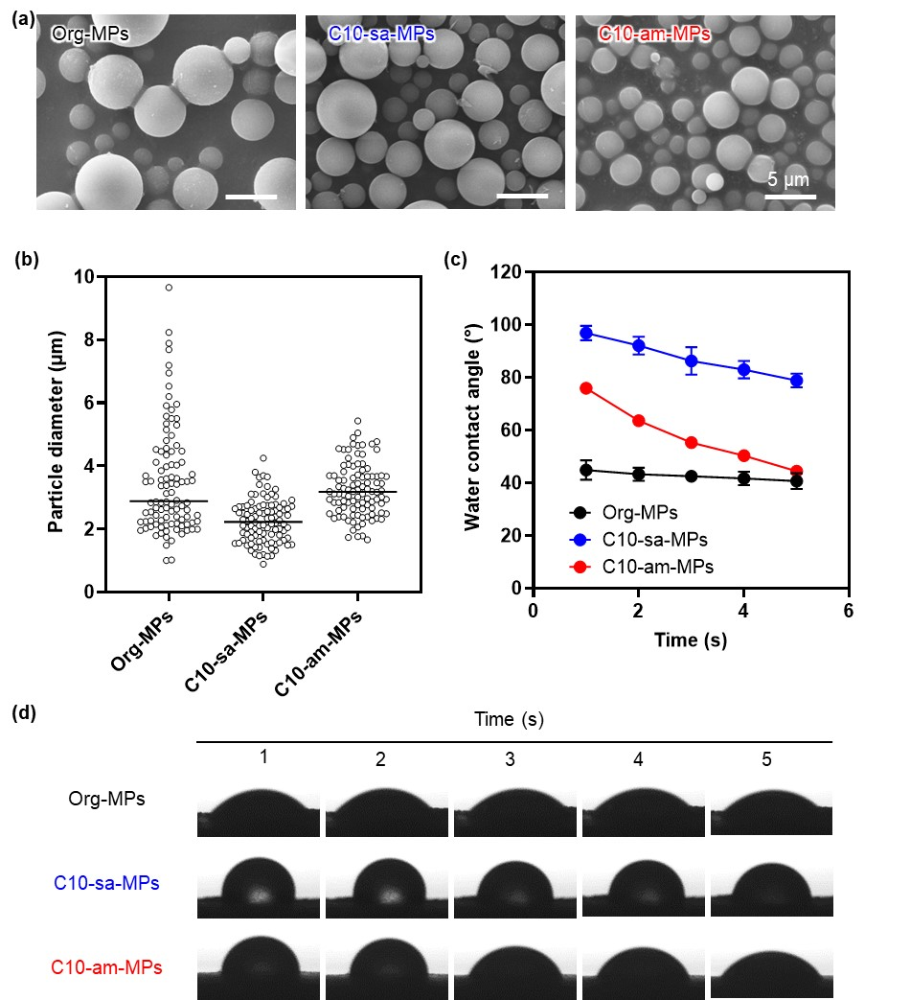 (a)
Org-MPs
C10-sa-MPs
C10-am-MPs
5 µm
(b)
Particle diameter (µm)
10
8
6
4
2
0
Org-MPs
C10-sa-MPs
C10-am-MPs
(c)
Water contact angle (°)
120
100
80
60
40
20
0
Org-MPs
C10-sa-MPs
C10-am-MPs
0 2 4 6
Time (s)
(d)
Time (s)
1 2 3 4 5
Org-MPs
C10-sa-MPs
C10-am-MPs